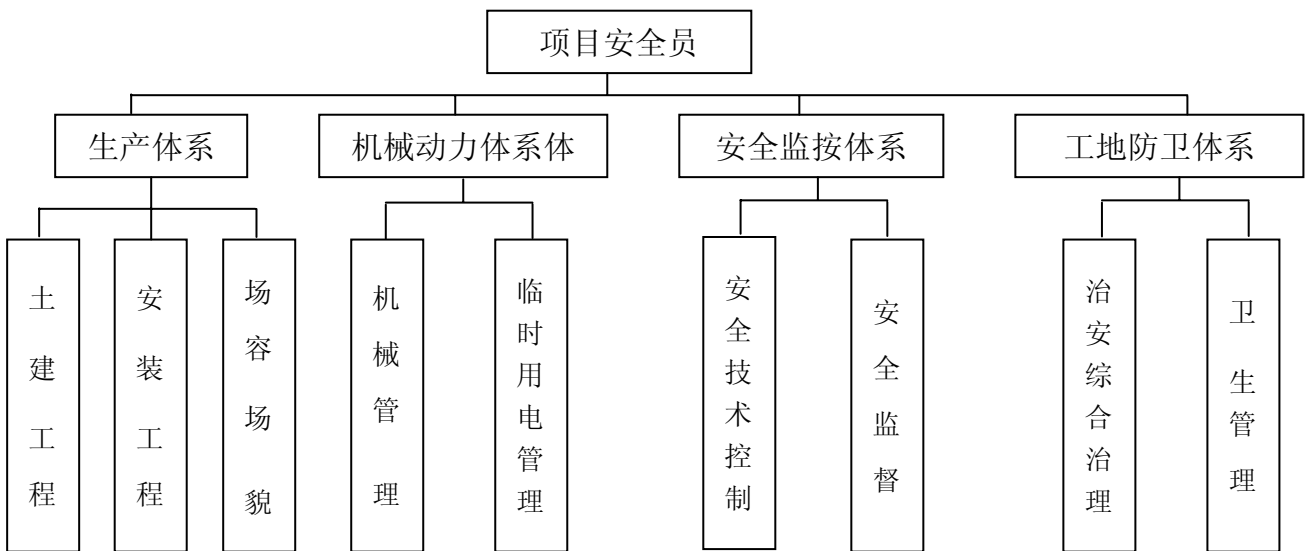 项目安全员
生产体系
机械动力体系体
安全监按体系
工地防卫体系
土建工程
安装工程
场容场貌
机械管理
临时用电管理
安全技术控制
安全监督
治安综合治理
卫生管理